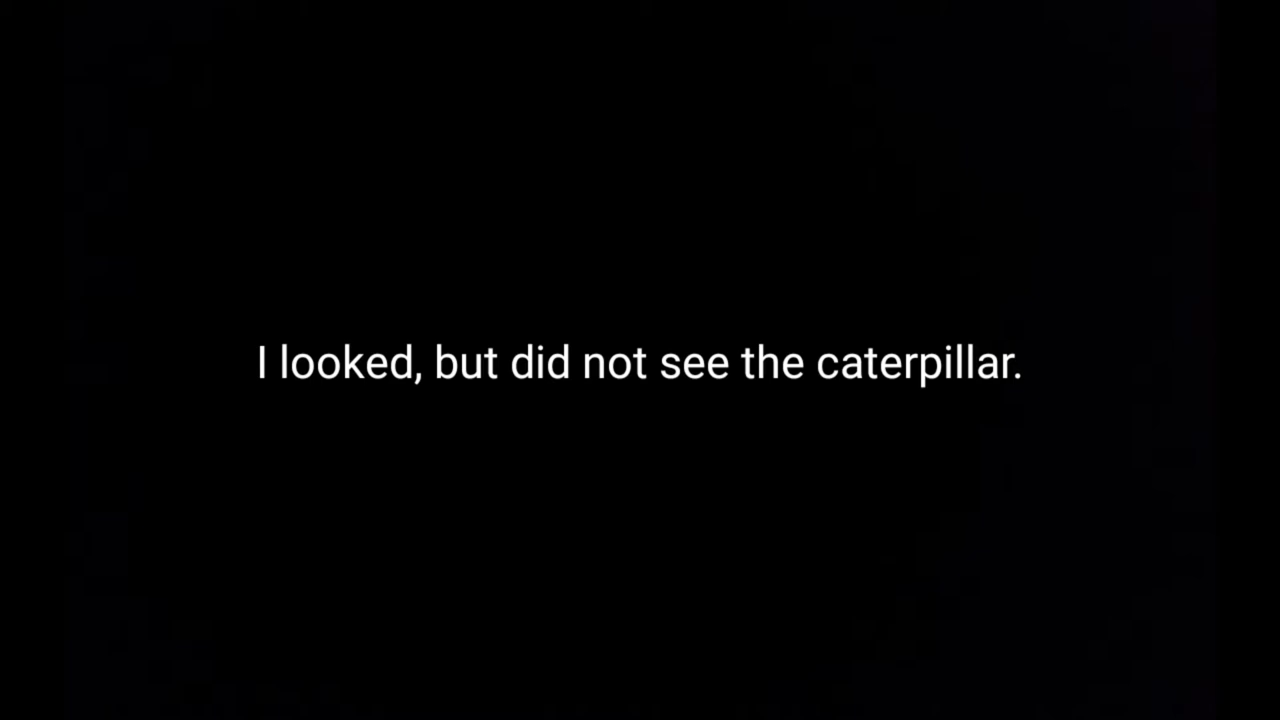 I looked, but did not see the caterpillar.